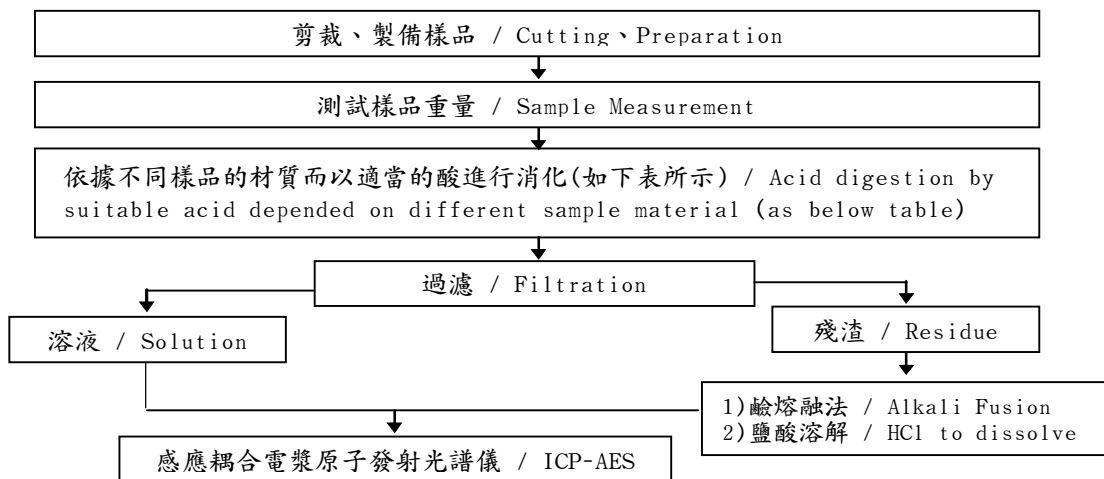 剪裁、製備樣品 / Cutting、Preparation
測試樣品重量 / Sample Measurement
依據不同樣品的材質而以適當的酸進行消化(如下表所示) / Acid digestion by
suitable acid depended on different sample material (as below table)
過濾 / Filtration
溶液 / Solution
殘渣 / Residue
1)鹼熔融法 / Alkali Fusion
2)鹽酸溶解 / HCl to dissolve
感應耦合電漿原子發射光譜儀 / ICP-AES